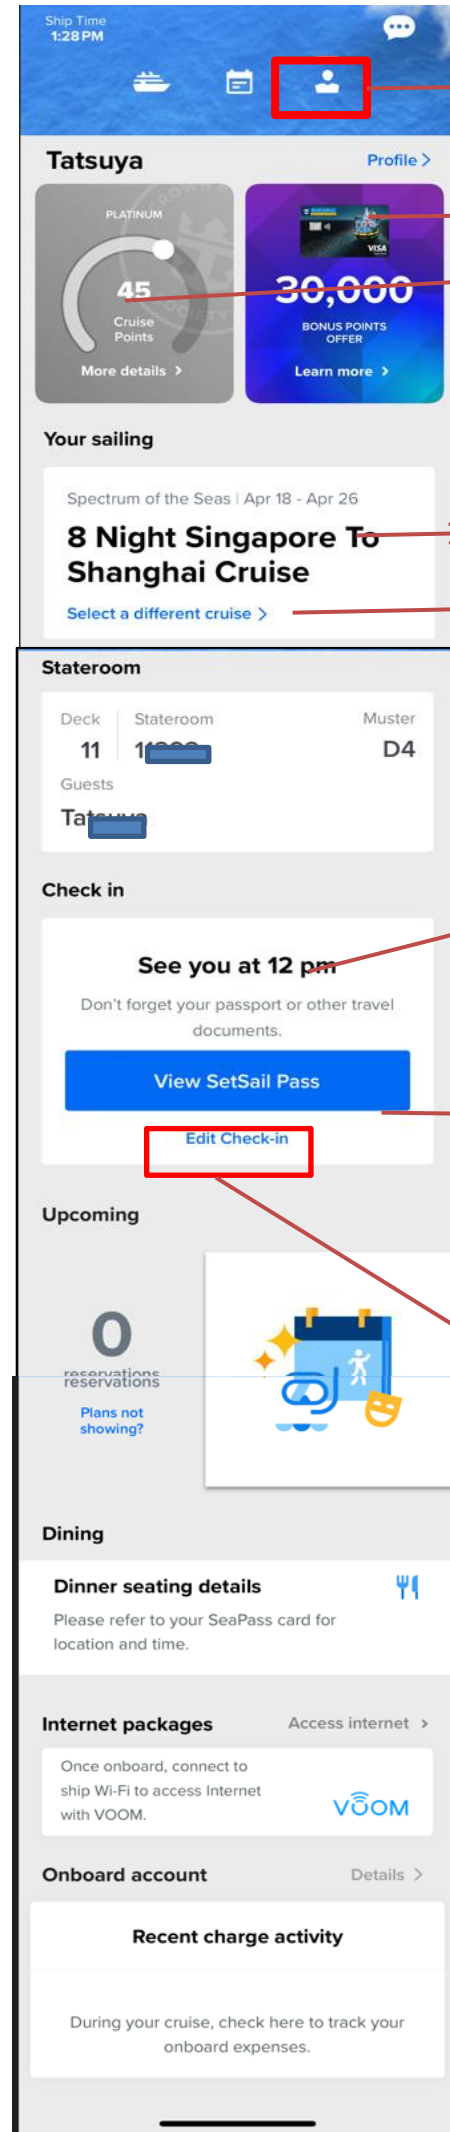 Ship Time
1:28 PM
Tatsuya
Profile >
PLATINUM
45
Cruise
Points
More details >
VISA
30,000
BONUS POINTS
OFFER
Learn more >
Your sailing
Spectrum of the Seas | Apr 18 - Apr 26
8 Night Singapore To
Shanghai Cruise
Select a different cruise >
Stateroom
Deck Stateroom Muster
11 D4
Guests
Check in
See you at 12 pm
Don't forget your passport or other travel
documents.
View SetSail Pass
Edit Check-in
Upcoming
0
reservations
Plans not
showing?
Dining
Dinner seating details
Please refer to your SeaPass card for
location and time.
Internet packages Access internet >
Once onboard, connect to
ship Wi-Fi to access Internet
with VOOM.
VOOM
Onboard account Details >
Recent charge activity
During your cruise, check here to track your
onboard expenses.